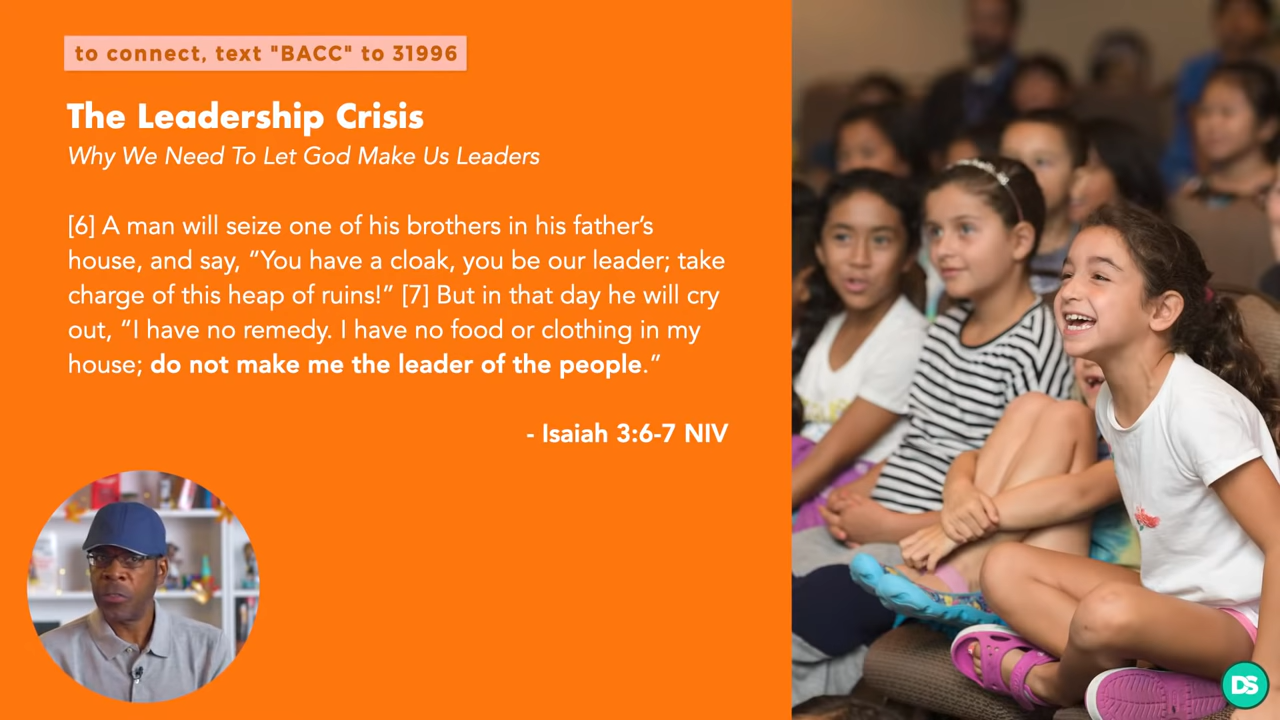 to connect, text "BACC" to 31996
The Leadership Crisis
Why We Need To Let God Make Us Leaders
[6] A man will seize one of his brothers in his father’s
house, and say, “You have a cloak, you be our leader; take
charge of this heap of ruins!” [7] But in that day he will cry
out, “I have no remedy. I have no food or clothing in my
house; do not make me the leader of the people.”
- Isaiah 3:6-7 NIV
DS